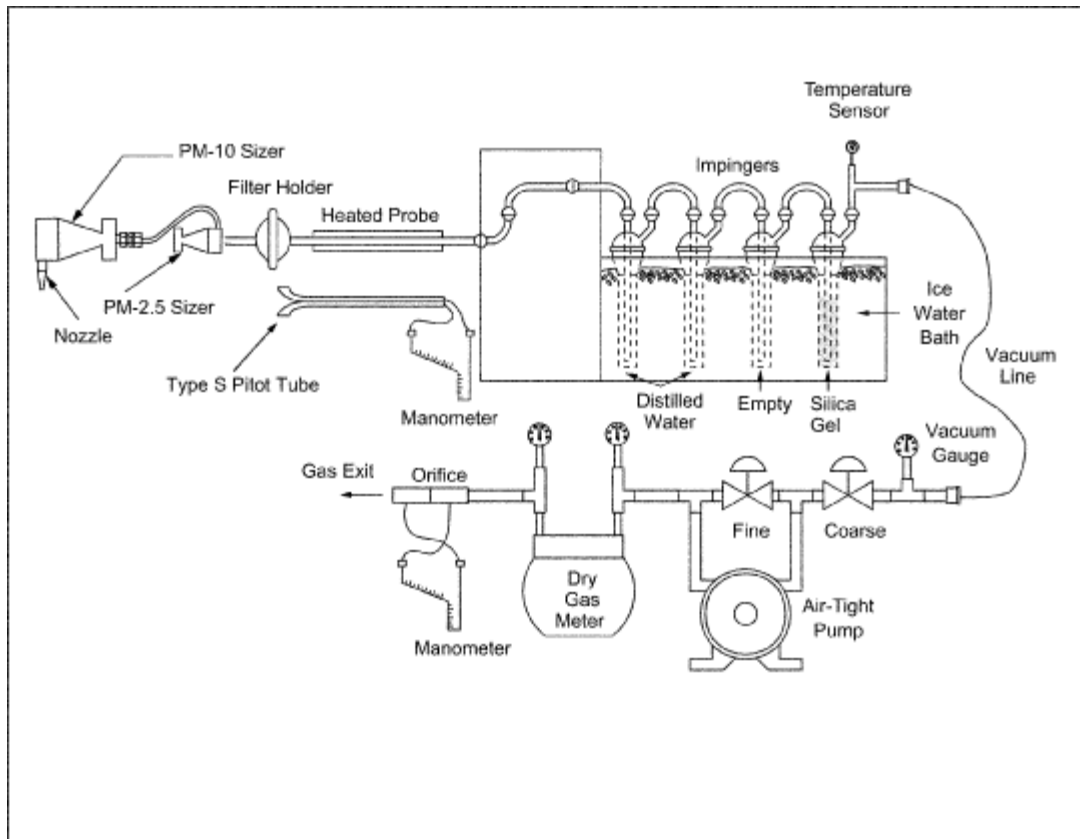 Temperature
Sensor
PM-10 Sizer
Impingers
Filter Holder
Heated Probe
PM-2.5 Sizer
Nozzle
Ice
Water
Bath
Type S Pitot Tube
Vacuum
Line
Manometer
Distilled
Water
Empty
Silica
Gel
Vacuum
Gauge
Gas Exit
Orifice
Fine
Coarse
Dry
Gas
Meter
Air-Tight
Pump
Manometer